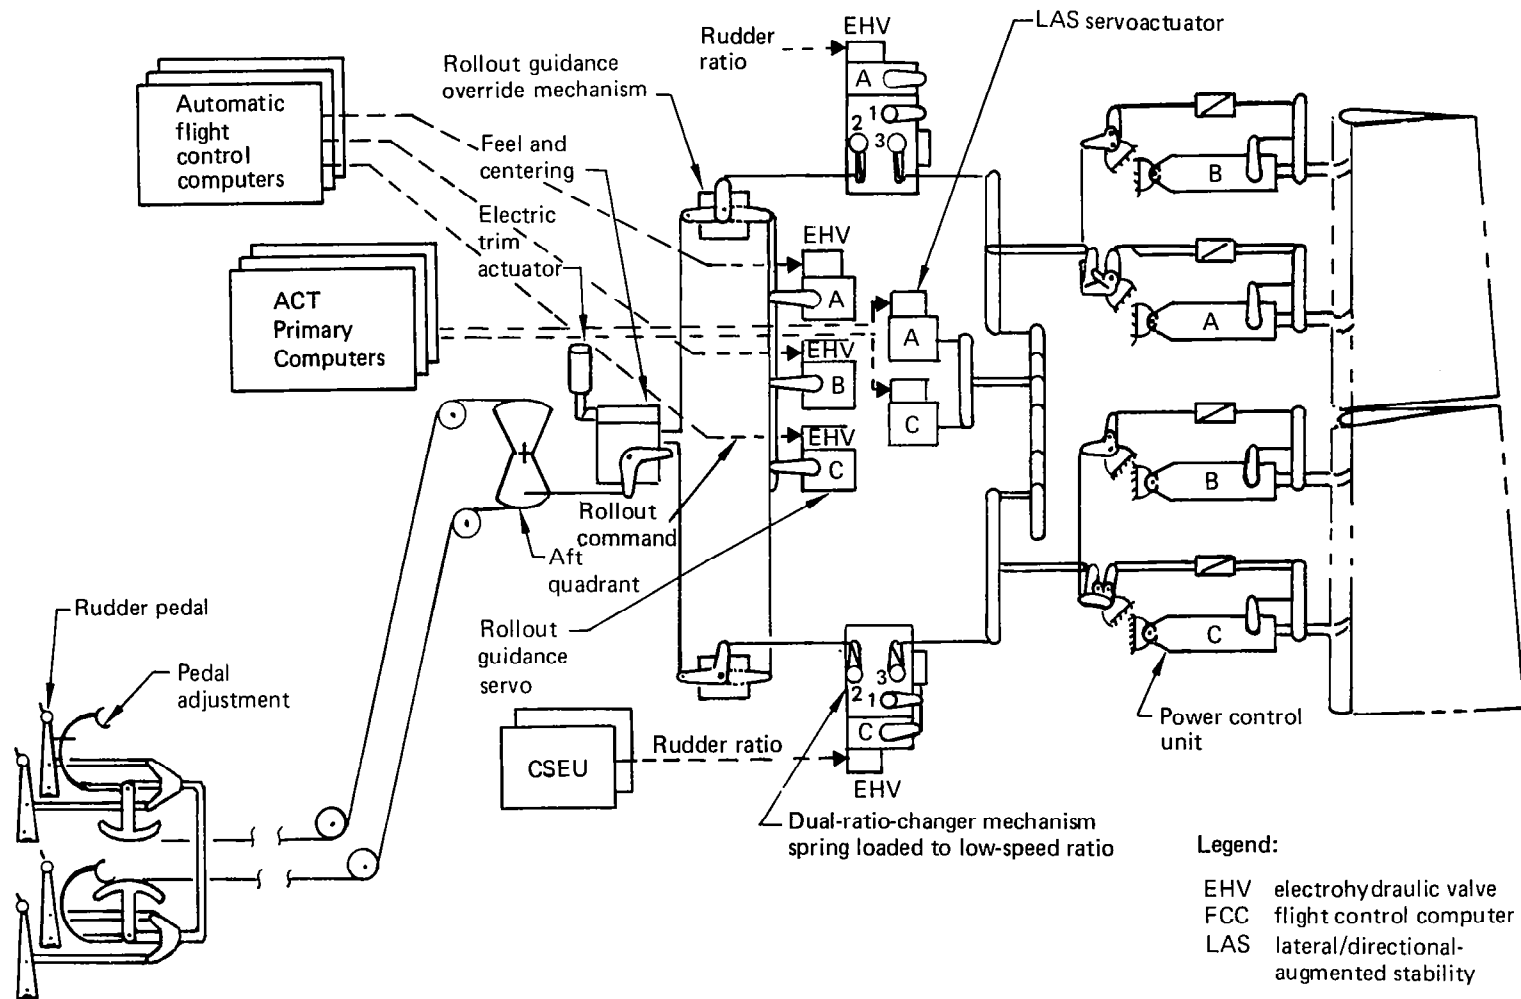 EHV
LAS servoactuator
Rudder
ratio
A
1
2
3
Rollout guidance
override mechanism
Automatic
flight
control
computers
Feel and
centering
Electric
trim
actuator
EHV
A
EHV
B
EHV
C
ACT
Primary
Computers
A
C
B
A
B
C
Rollout
command
Aft
quadrant
Rudder pedal
Pedal
adjustment
Rollout
guidance
servo
2
3
1
C
EHV
CSEU
Rudder ratio
Power control
unit
Dual-ratio-changer mechanism
spring loaded to low-speed ratio
Legend:
EHV electrohydraulic valve
FCC flight control computer
LAS lateral/directional-
augmented stability